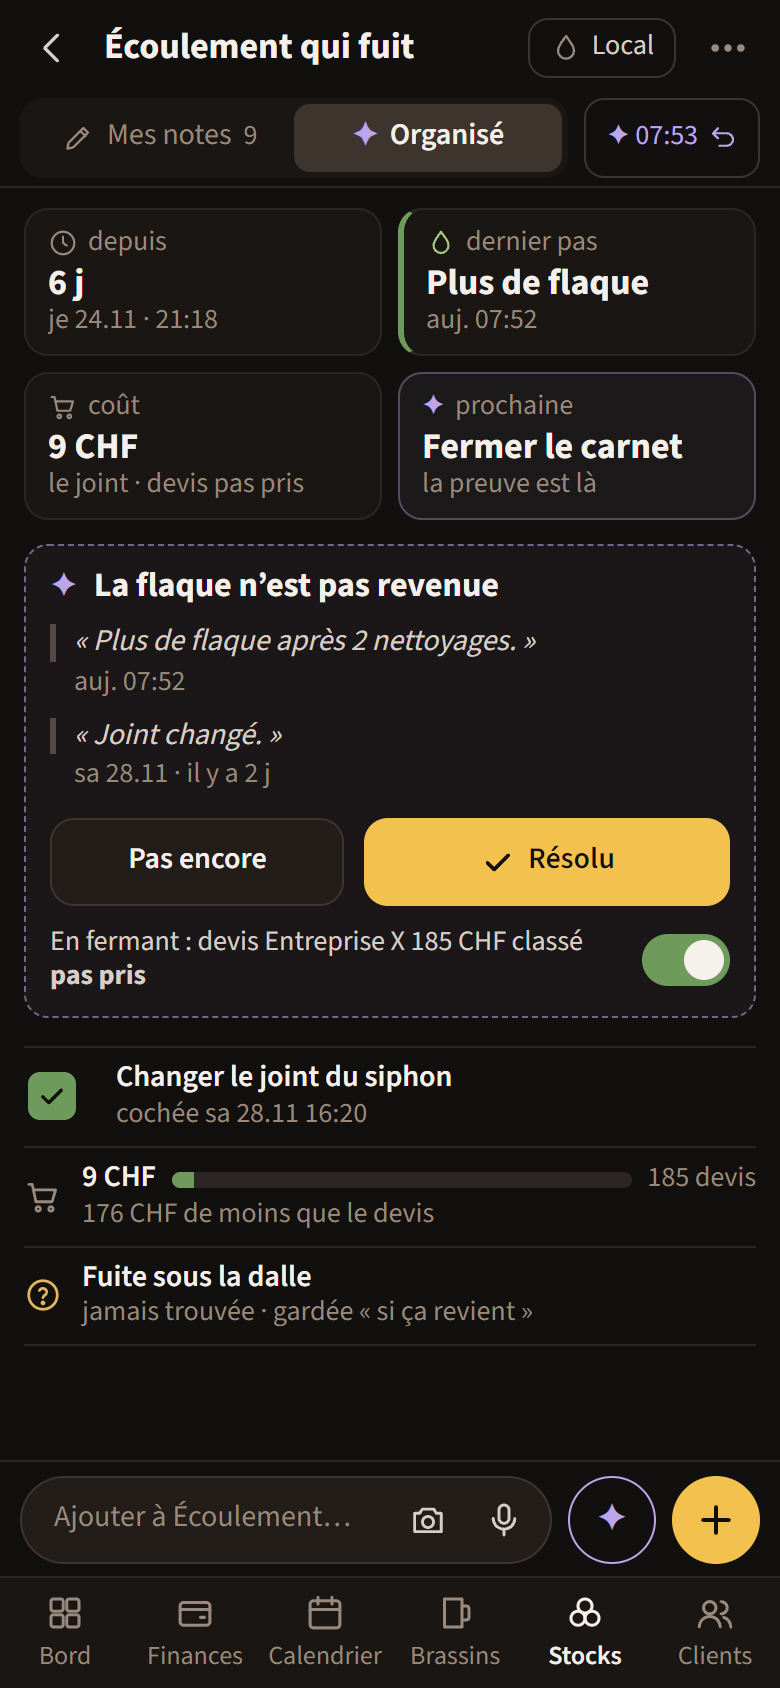 Écoulement qui fuit
Local
Mes notes 9
Organisé
07:53
depuis
6 j
je 24.11 · 21:18
dernier pas
Plus de flaque
auj. 07:52
coût
9 CHF
le joint · devis pas pris
prochaine
Fermer le carnet
la preuve est là
La flaque n’est pas revenue
« Plus de flaque après 2 nettoyages. »
auj. 07:52
« Joint changé. »
sa 28.11 · il y a 2 j
Pas encore
Résolu
En fermant : devis Entreprise X 185 CHF classé
pas pris
Changer le joint du siphon
cochée sa 28.11 16:20
9 CHF
185 devis
176 CHF de moins que le devis
Fuite sous la dalle
jamais trouvée · gardée « si ça revient »
Ajouter à Écoulement…
Bord
Finances
Calendrier
Brassins
Stocks
Clients